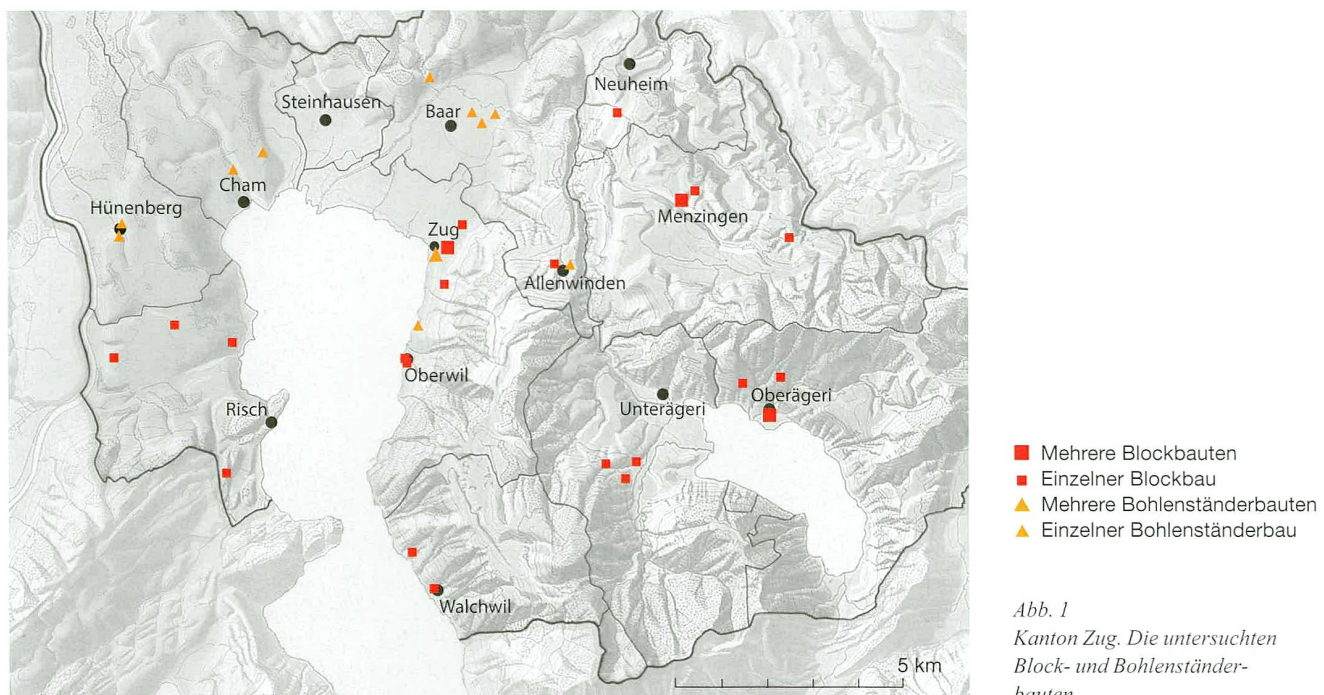 Neuheim
Steinhausen
Baar
Cham
Hünenberg
Menzingen
Zug
Allenwinden
Oberwil
Unterägeri
Oberägeri
Risch
Walchwil
5 km
Mehrere Blockbauten
Einzelner Blockbau
Mehrere Bohlenständerbauten
Einzelner Bohlenständerbau
Abb. 1
Kanton Zug. Die untersuchten
Block- und Bohlenständer-
bauten